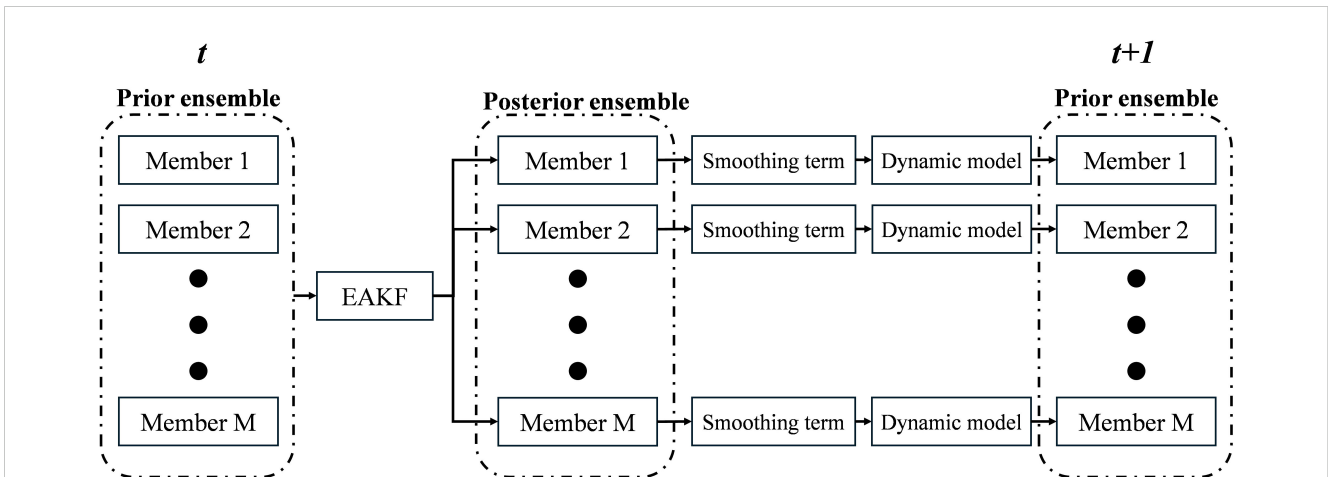 t
t+1
Prior ensemble
Posterior ensemble
Prior ensemble
Member 1
Member 1
Smoothing term
Dynamic model
Member 1
Member 2
Member 2
Smoothing term
Dynamic model
Member 2
EAKF
Member M
Member M
Smoothing term
Dynamic model
Member M